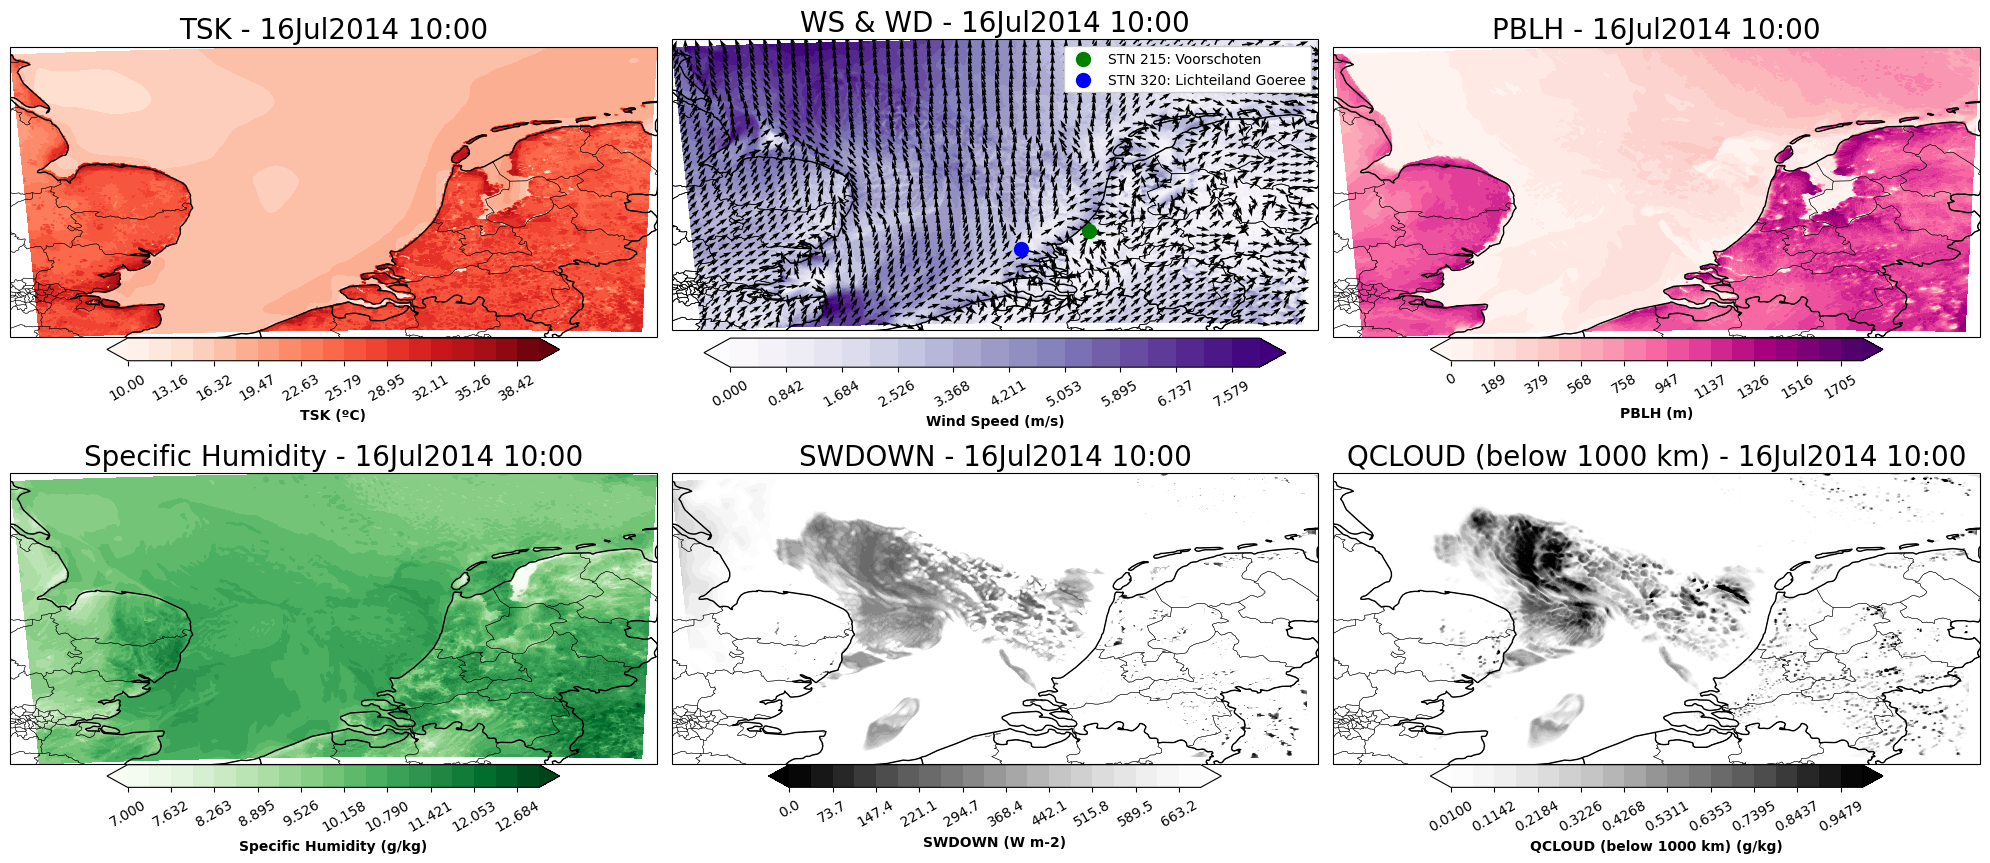 TSK - 16Jul2014 10:00
WS & WD - 16Jul2014 10:00
PBLH - 16Jul2014 10:00
STN 215: Voorschoten
STN 320: Lichteiland Goeree
10.00 13.16 16.32 19.47 22.63 25.79 28.95 32.11 35.26 38.42
TSK (ºC)
0.000 0.842 1.684 2.526 3.368 4.211 5.053 5.895 6.737 7.579
Wind Speed (m/s)
0 189 379 568 758 947 1137 1326 1516 1705
PBLH (m)
Specific Humidity - 16Jul2014 10:00
SWDOWN - 16Jul2014 10:00
QCLOUD (below 1000 km) - 16Jul2014 10:00
7.000 7.632 8.263 8.895 9.526 10.158 10.790 11.421 12.053 12.684
Specific Humidity (g/kg)
0.0 73.7 147.4 221.1 294.7 368.4 442.1 515.8 589.5 663.2
SWDOWN (W m-2)
0.0100 0.1142 0.2184 0.3226 0.4268 0.5311 0.6353 0.7395 0.8437 0.9479
QCLOUD (below 1000 km) (g/kg)